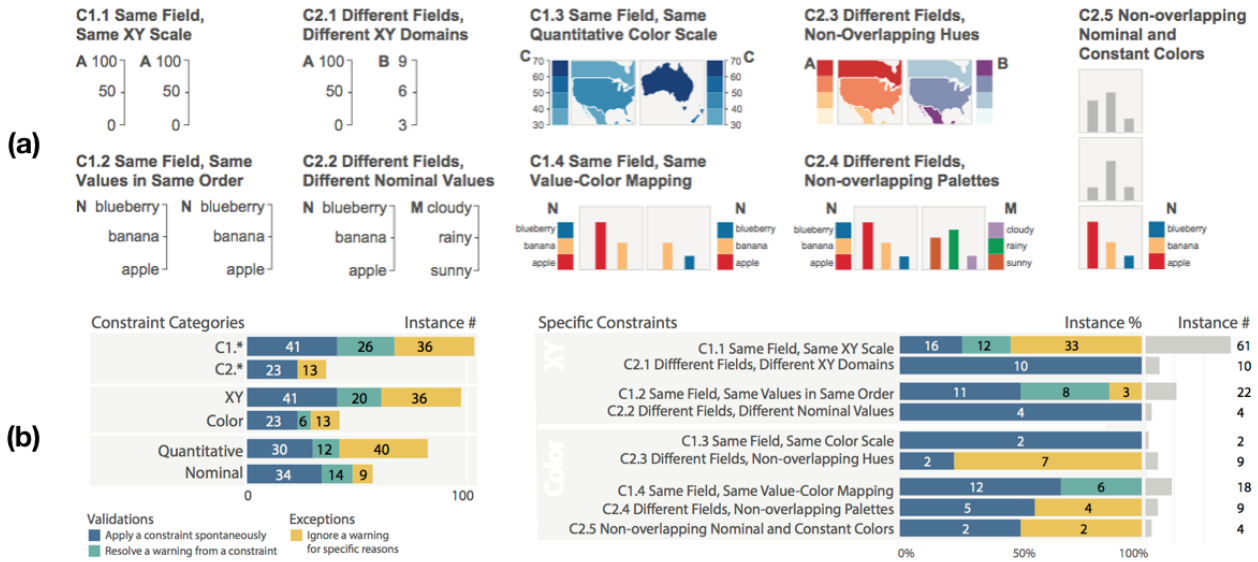 (a)
C1.1 Same Field,
Same XY Scale
A 100 A 100
50 50
0 0
C2.1 Different Fields,
Different XY Domains
A 100 B 9
50 6
0 3
C1.3 Same Field, Same
Quantitative Color Scale
C 70 60 50 40 30
70 60 50 40 30 C
C2.3 Different Fields,
Non-Overlapping Hues
A B
C2.5 Non-overlapping
Nominal and
Constant Colors
N
blueberry
banana
apple
C1.2 Same Field, Same
Values in Same Order
N blueberry N blueberry
banana banana
apple apple
C2.2 Different Fields,
Different Nominal Values
N blueberry M cloudy
banana rainy
apple sunny
C1.4 Same Field, Same
Value-Color Mapping
N N
blueberry blueberry
banana banana
apple apple
C2.4 Different Fields,
Non-overlapping Palettes
N M
blueberry cloudy
banana rainy
apple sunny
(b)
Constraint Categories Instance #
C1.* 41 26 36
C2.* 23 13
XY 41 20 36
Color 23 6 13
Quantitative 30 12 40
Nominal 34 14 9
0 100
Validations
Apply a constraint spontaneously
Resolve a warning from a constraint
Exceptions
Ignore a warning
for specific reasons
Specific Constraints Instance % Instance #
XY
C1.1 Same Field, Same XY Scale 16 12 33 61
C2.1 Diffferent Fields, Different XY Domains 10 10
C1.2 Same Field, Same Values in Same Order 11 8 3 22
C2.2 Different Fields, Different Nominal Values 4 4
Color
C1.3 Same Field, Same Color Scale 2 2
C2.3 Different Fields, Non-overlapping Hues 2 7 9
C1.4 Same Field, Same Value-Color Mapping 12 6 18
C2.4 Different Fields, Non-overlapping Palettes 5 4 9
C2.5 Non-overlapping Nominal and Constant Colors 2 2 4
0% 50% 100%